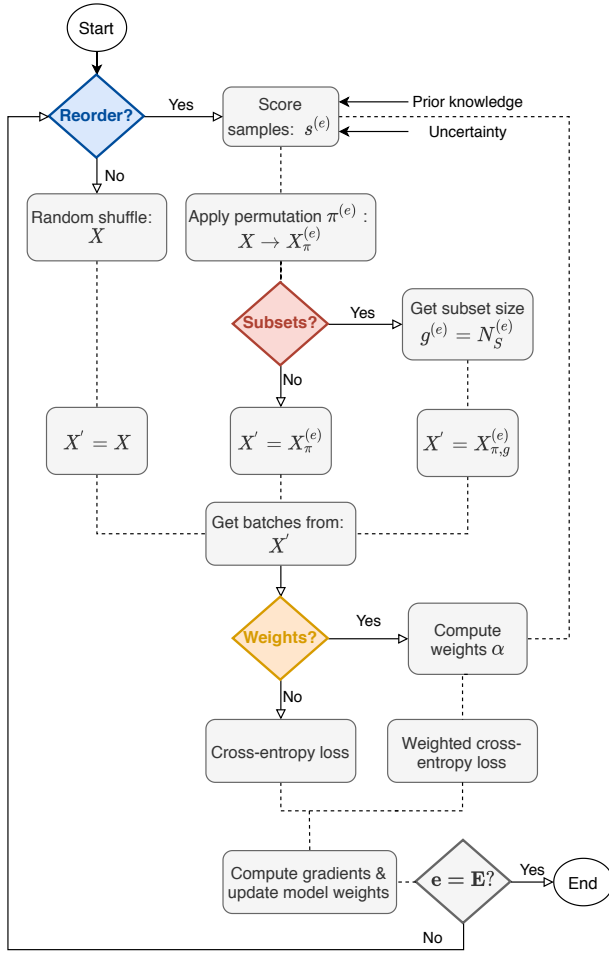 Start
Reorder?
Yes
Score
samples: s^{(e)}
Prior knowledge
Uncertainty
No
Random shuffle:
X
Apply permutation π^{(e)} :
X → X_π^{(e)}
Subsets?
Yes
Get subset size
g^{(e)} = N_S^{(e)}
No
X' = X
X' = X_π^{(e)}
X' = X_{π,g}^{(e)}
Get batches from:
X'
Weights?
Yes
Compute
weights α
No
Cross-entropy loss
Weighted cross-
entropy loss
Compute gradients &
update model weights
e = E?
Yes
End
No